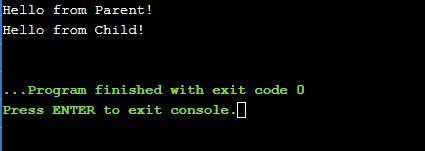 Hello from Parent!
Hello from Child!
...Program finished with exit code 0
Press ENTER to exit console.